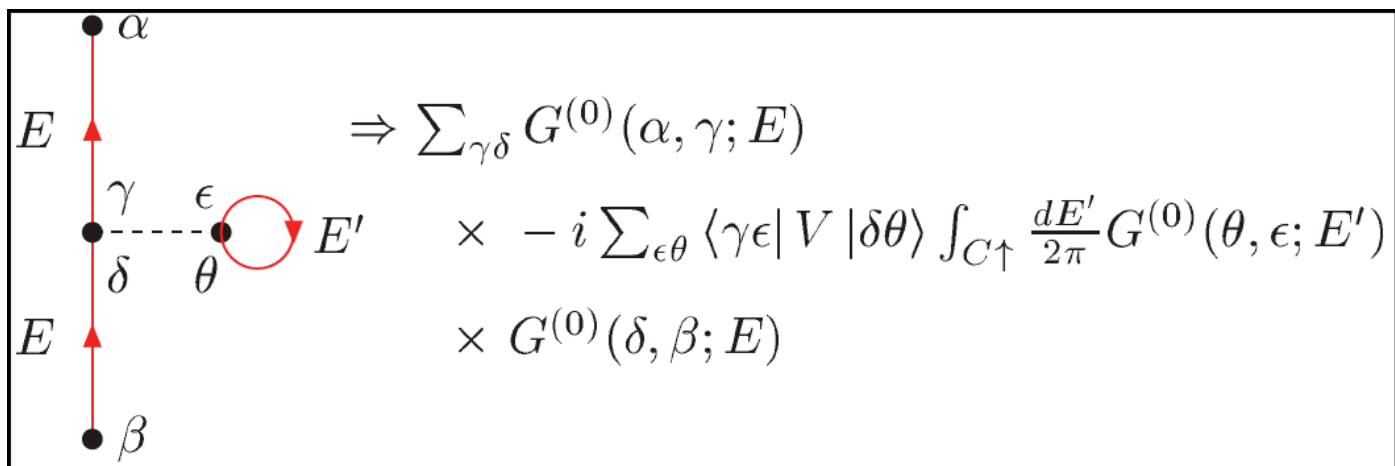 α
E
⇒ ∑γδ G(0)(α, γ; E)
γ ϵ
E′ × −i ∑ϵθ ⟨γϵ| V |δθ⟩ ∫C↑ dE′/2π G(0)(θ, ϵ; E′)
δ θ
E × G(0)(δ, β; E)
β